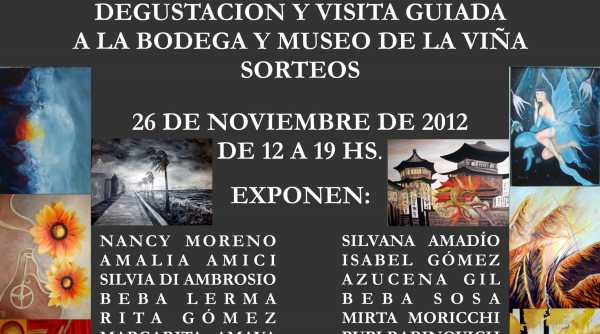 DEGUSTACION Y VISITA GUIADA
A LA BODEGA Y MUSEO DE LA VIÑA
SORTEOS
26 DE NOVIEMBRE DE 2012
DE 12 A 19 HS.
EXPONEN:
NANCY MORENO
AMALIA AMICI
SILVIA DI AMBROSIO
BEBA LERMA
RITA GÓMEZ
SILVANA AMADÍO
ISABEL GÓMEZ
AZUCENA GIL
BEBA SOSA
MIRTA MORICCHI